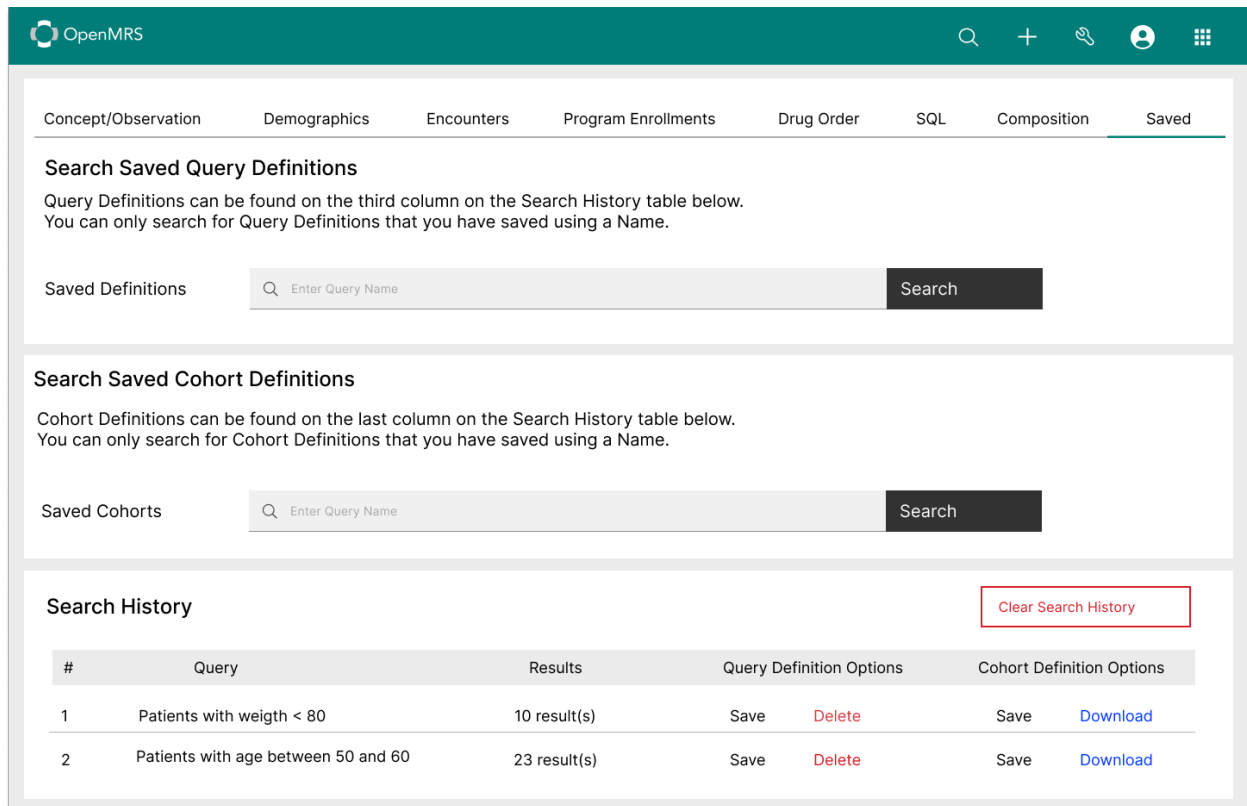 OpenMRS
Concept/Observation Demographics Encounters Program Enrollments Drug Order SQL Composition Saved
Search Saved Query Definitions
Query Definitions can be found on the third column on the Search History table below.
You can only search for Query Definitions that you have saved using a Name.
Saved Definitions Enter Query Name Search
Search Saved Cohort Definitions
Cohort Definitions can be found on the last column on the Search History table below.
You can only search for Cohort Definitions that you have saved using a Name.
Saved Cohorts Enter Query Name Search
Search History Clear Search History
# Query Results Query Definition Options Cohort Definition Options
1 Patients with weigth < 80 10 result(s) Save Delete Save Download
2 Patients with age between 50 and 60 23 result(s) Save Delete Save Download